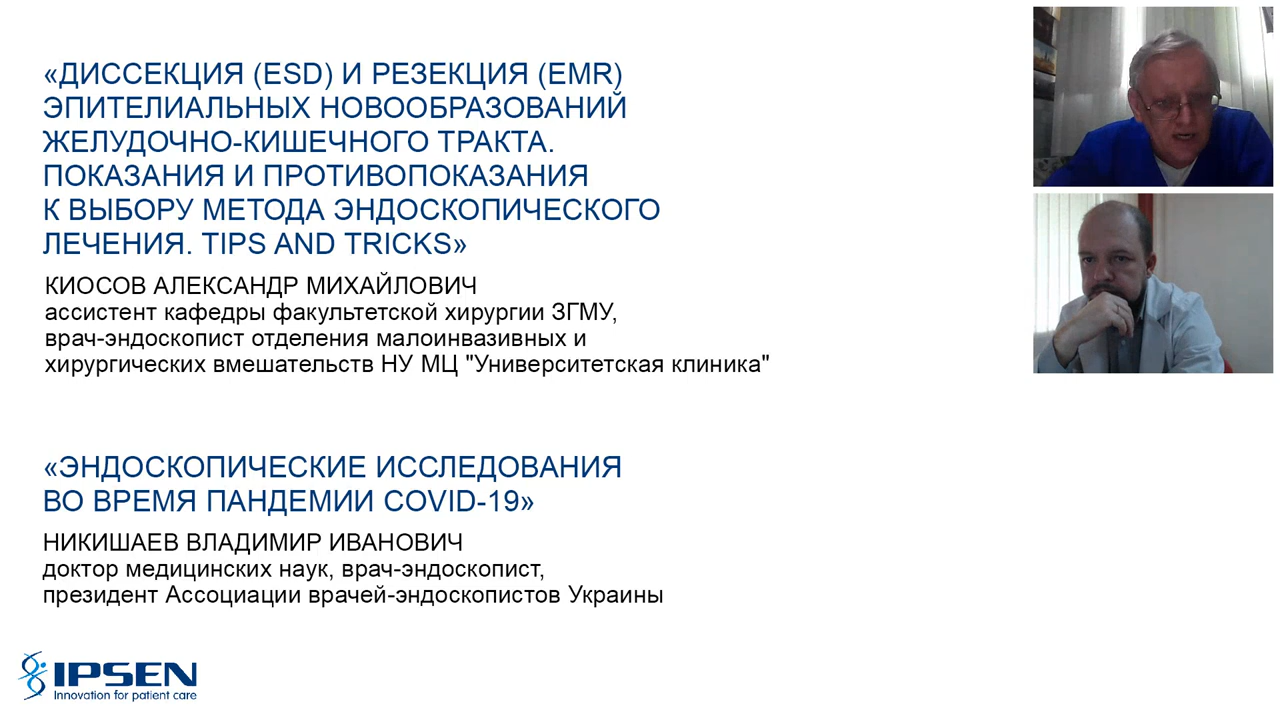 «ДИССЕКЦИЯ (ESD) И РЕЗЕКЦИЯ (EMR)
ЭПИТЕЛИАЛЬНЫХ НОВООБРАЗОВАНИЙ
ЖЕЛУДОЧНО-КИШЕЧНОГО ТРАКТА.
ПОКАЗАНИЯ И ПРОТИВОПОКАЗАНИЯ
К ВЫБОРУ МЕТОДА ЭНДОСКОПИЧЕСКОГО
ЛЕЧЕНИЯ. TIPS AND TRICKS»
КИОСОВ АЛЕКСАНДР МИХАЙЛОВИЧ
ассистент кафедры факультетской хирургии ЗГМУ,
врач-эндоскопист отделения малоинвазивных и
хирургических вмешательств НУ МЦ "Университетская клиника"
«ЭНДОСКОПИЧЕСКИЕ ИССЛЕДОВАНИЯ
ВО ВРЕМЯ ПАНДЕМИИ COVID-19»
НИКИШАЕВ ВЛАДИМИР ИВАНОВИЧ
доктор медицинских наук, врач-эндоскопист,
президент Ассоциации врачей-эндоскопистов Украины
IPSEN
Innovation for patient care